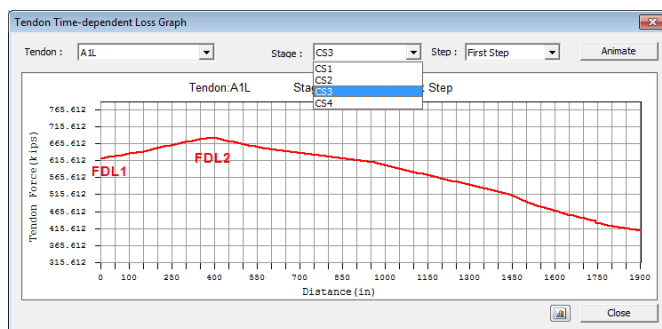 Tendon Time-dependent Loss Graph
Tendon : A1L Stage : CS3 Step : First Step Animate
CS1
CS2
CS3
CS4
Tendon:A1L Step
765.612
715.612
665.612
615.612
565.612
515.612
465.612
415.612
365.612
315.612
Tendon Force(kips)
FDL1
FDL2
0 100 250 400 550 700 850 1000 1150 1300 1450 1600 1750 1900
Distance(in)
Close